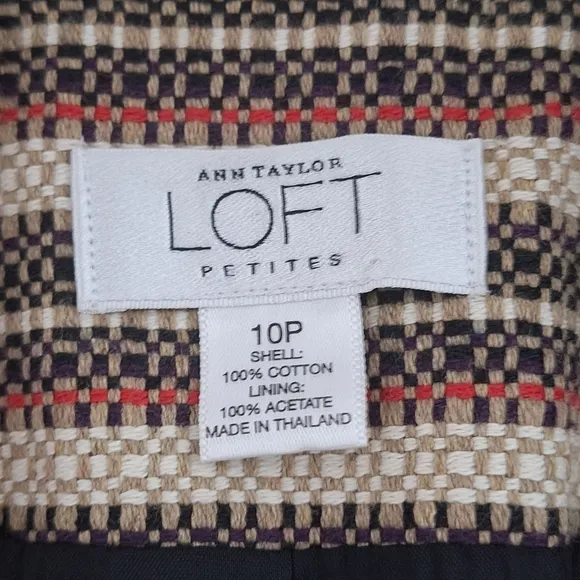 ANN TAYLOR
LOFT
PETITES
10P
SHELL:
100% COTTON
LINING:
100% ACETATE
MADE IN THAILAND